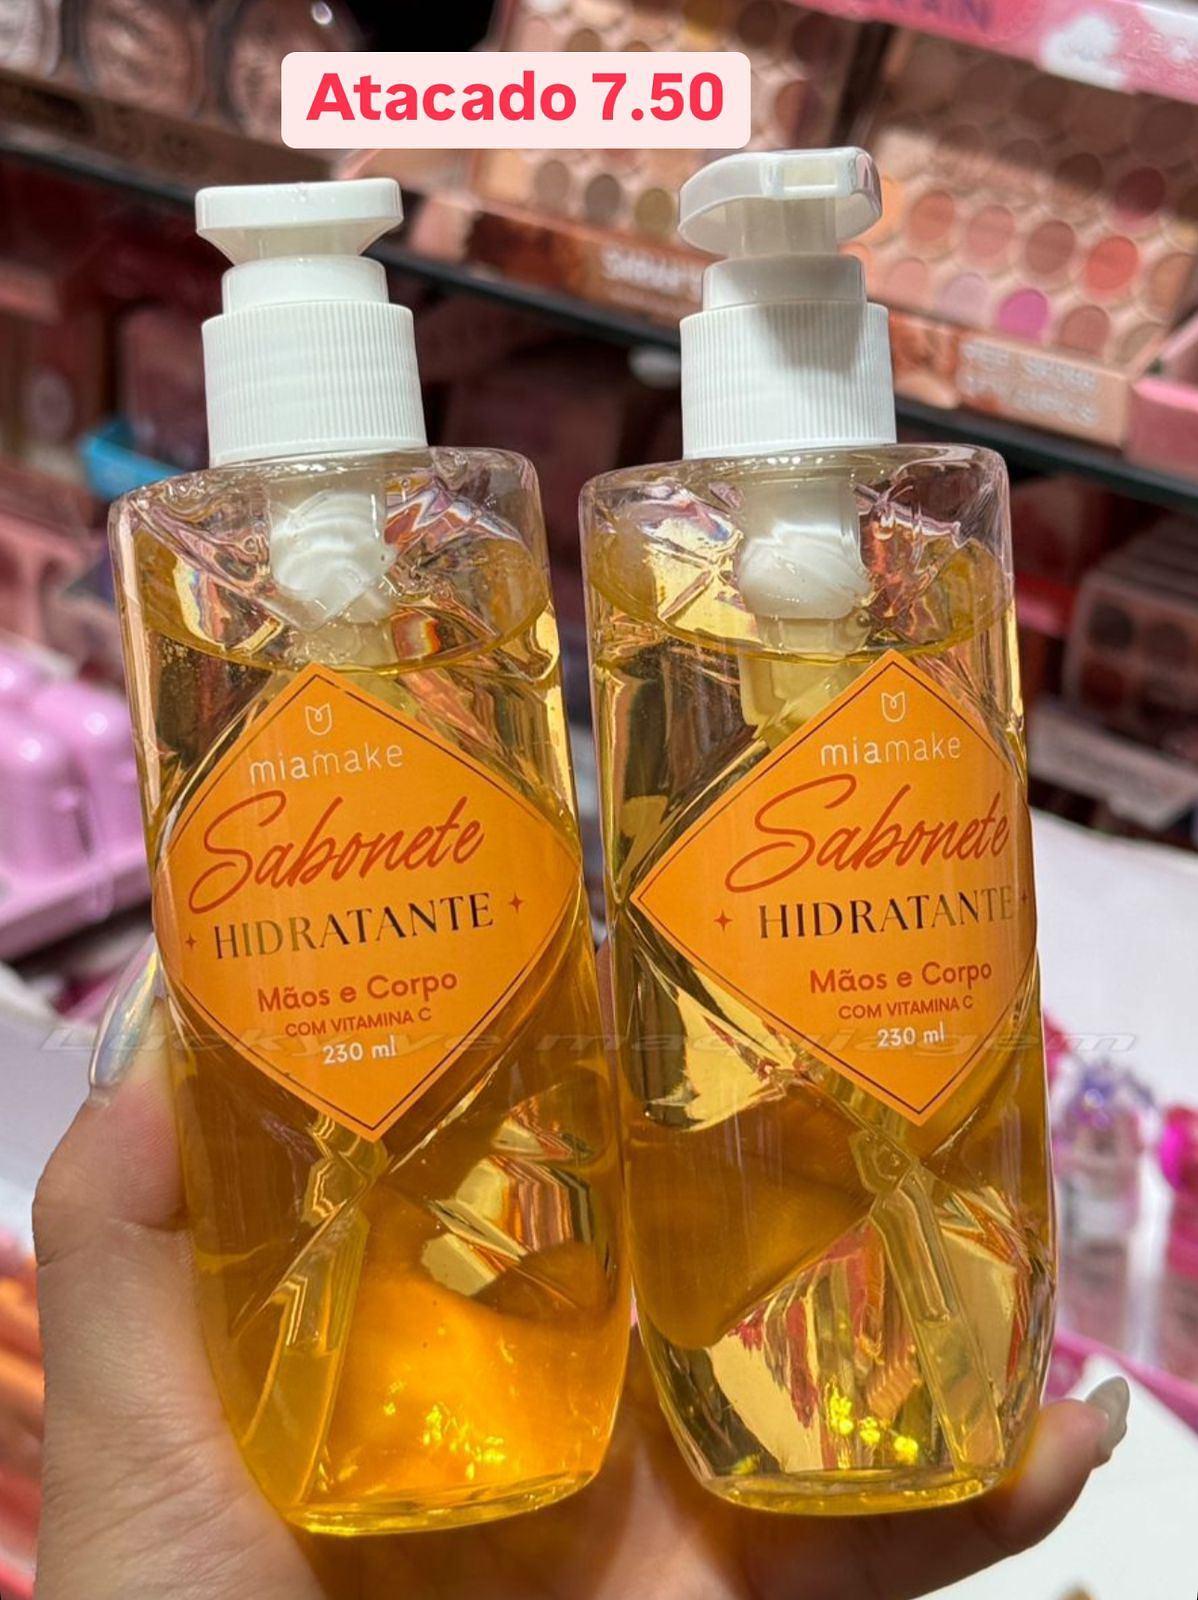 Atacado 7.50
miamake
Sabonete
HIDRATANTE
Mãos e Corpo
COM VITAMINA C
230 ml
miamake
Sabonete
HIDRATANTE
Mãos e Corpo
COM VITAMINA C
230 ml